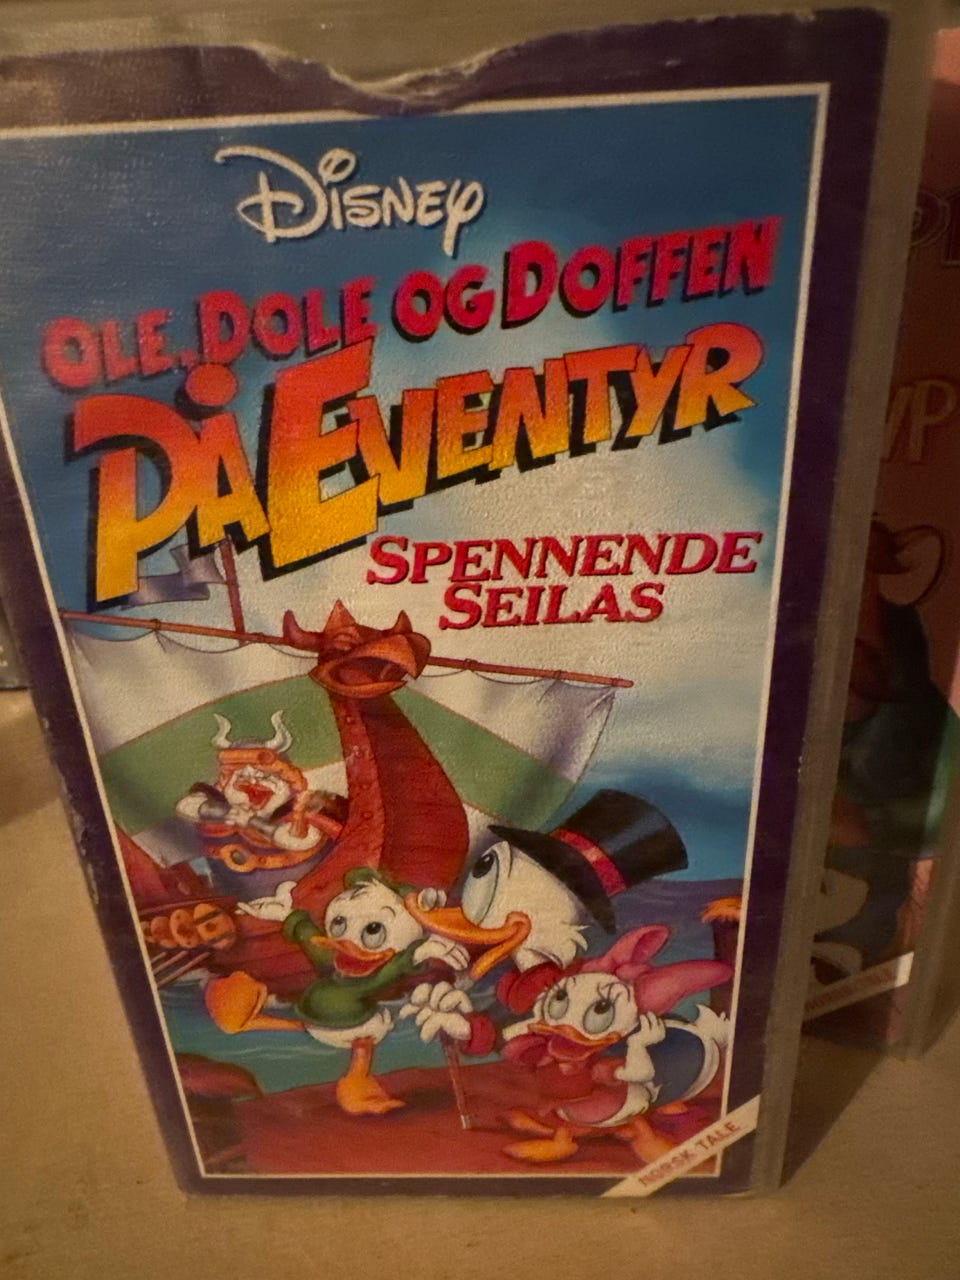 DISNEY
OLE, DOLE OG DOFFEN
PÅ EVENTYR
SPENNENDE
SEILAS
NORSK TALE